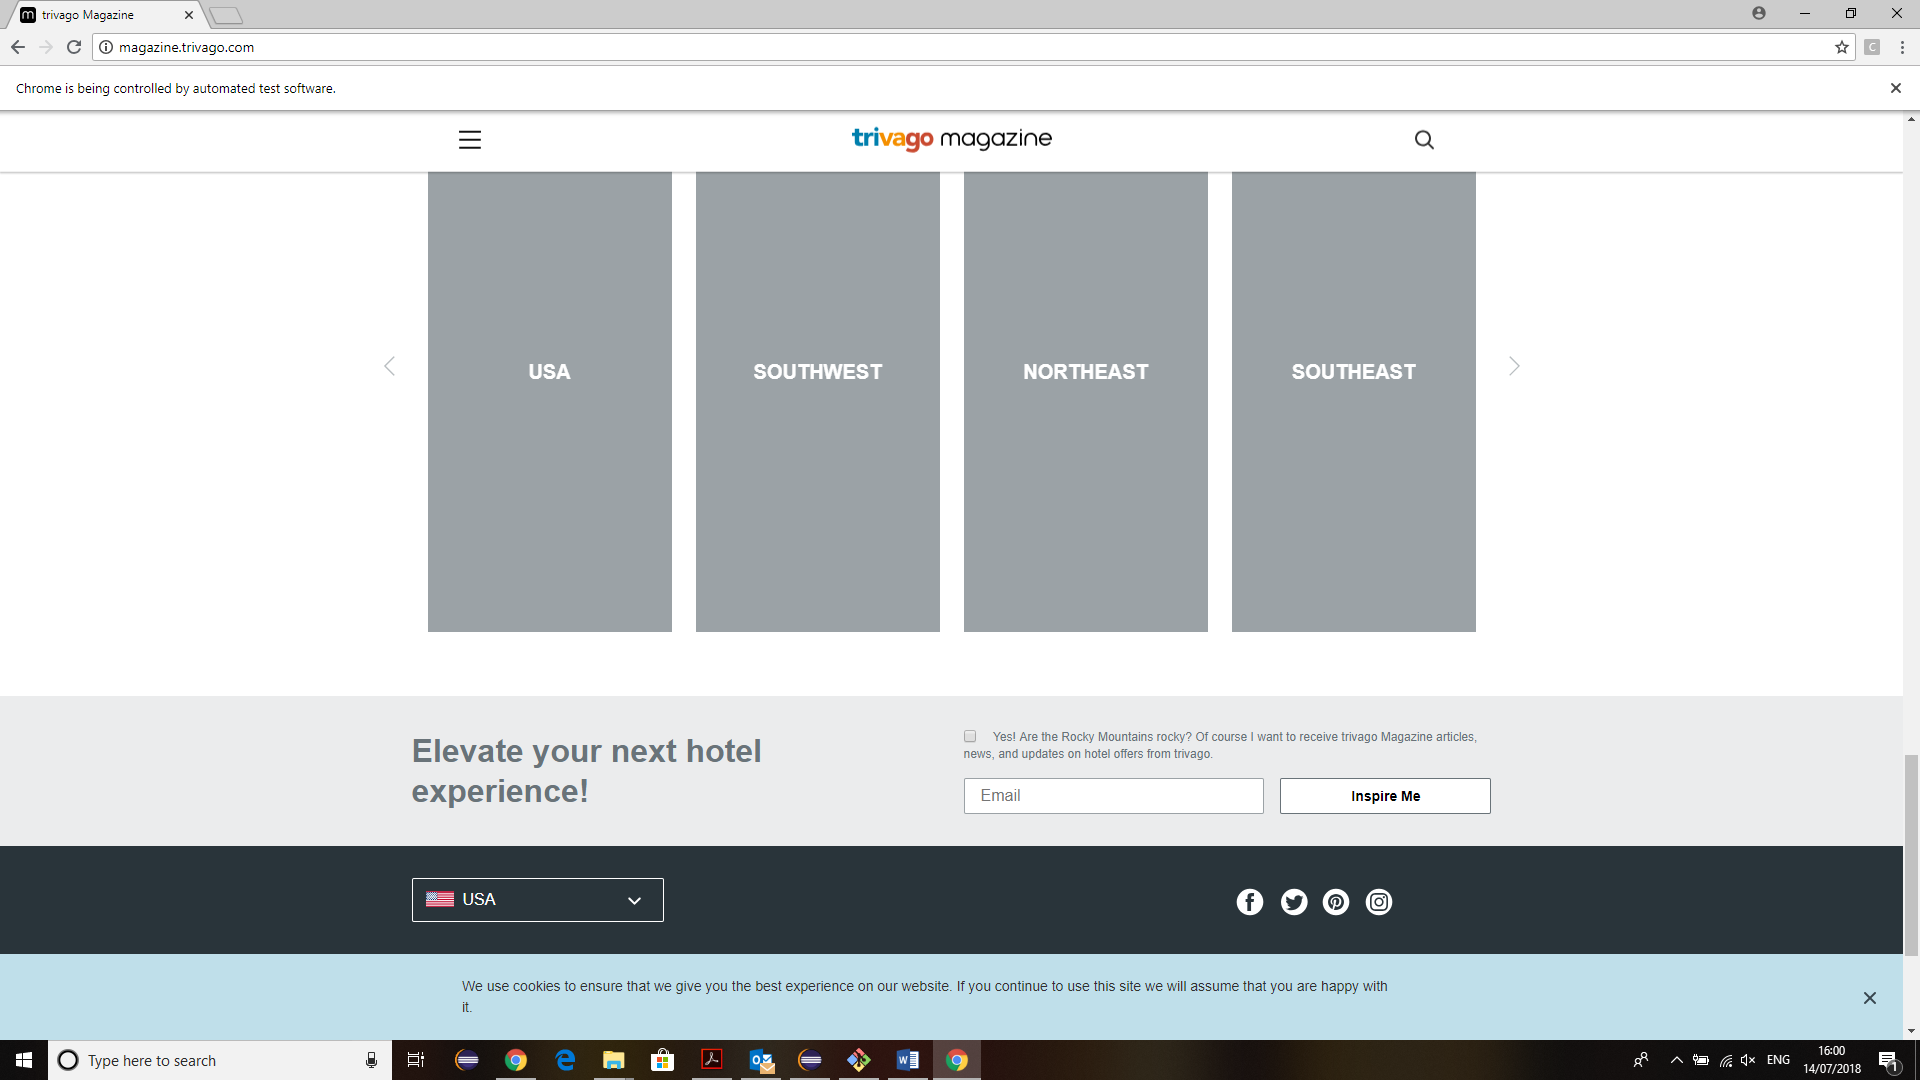 trivago Magazine
magazine.trivago.com
Chrome is being controlled by automated test software.
trivago magazine
USA
SOUTHWEST
NORTHEAST
SOUTHEAST
Elevate your next hotel
experience!
Yes! Are the Rocky Mountains rocky? Of course I want to receive trivago Magazine articles,
news, and updates on hotel offers from trivago.
Email
Inspire Me
USA
We use cookies to ensure that we give you the best experience on our website. If you continue to use this site we will assume that you are happy with
it.
Type here to search
ENG
16:00
14/07/2018
1